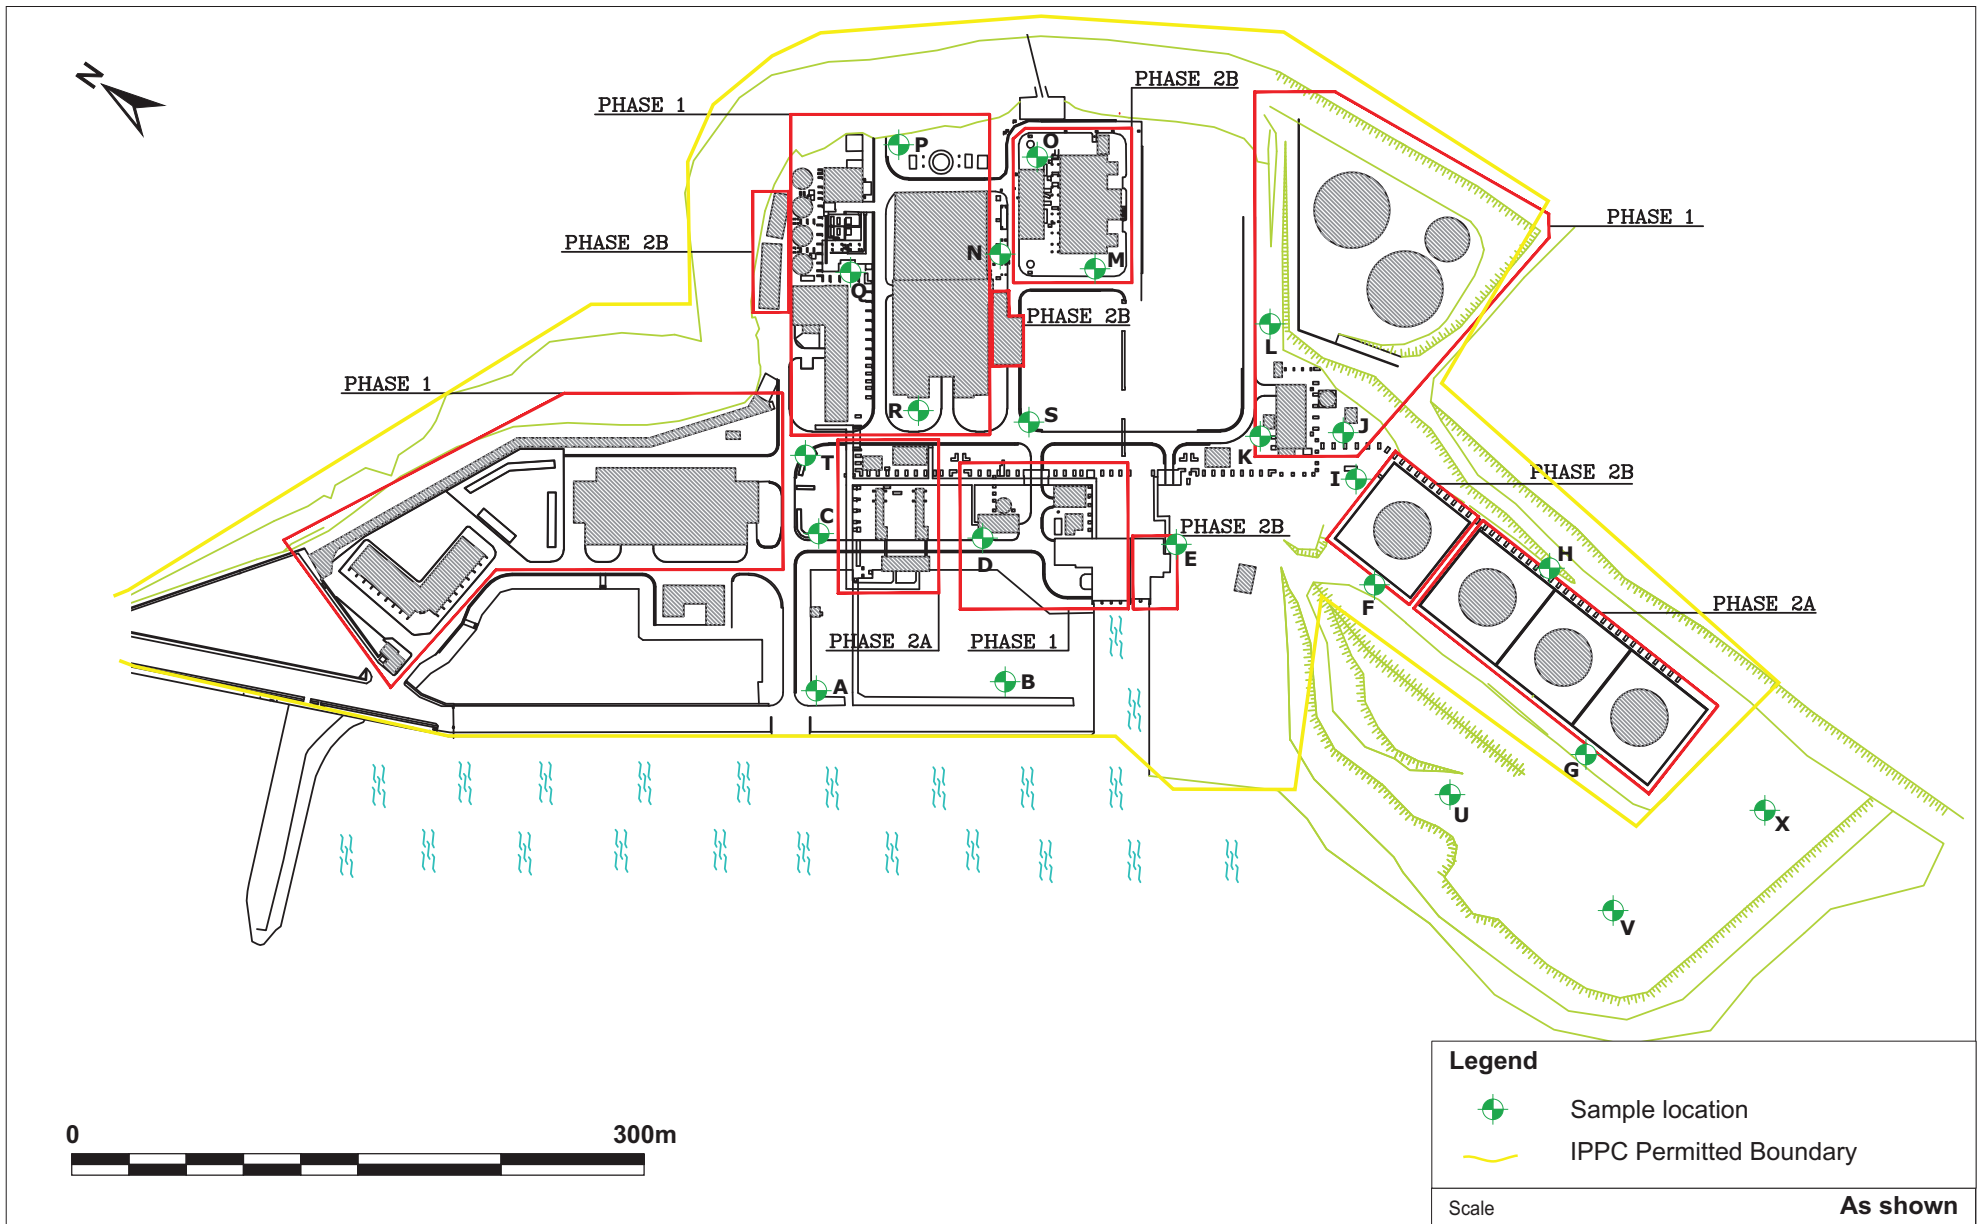 N
PHASE 2B
PHASE 1
P
O
PHASE 1
PHASE 2B
N
M
Q
PHASE 2B
L
PHASE 1
R
S
J
T
K
I
PHASE 2B
C
PHASE 2B
D
E
H
F
PHASE 2A
PHASE 2A
PHASE 1
A
B
G
U
X
V
Legend
Sample location
IPPC Permitted Boundary
0
300m
Scale
As shown